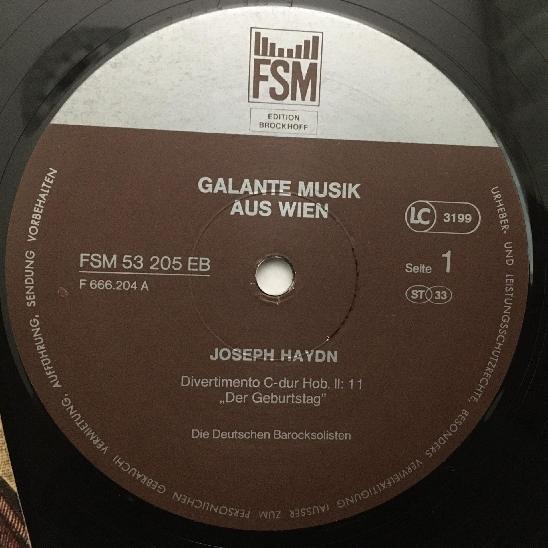 FSM
EDITION
BROCKHOFF
GALANTE MUSIK
AUS WIEN
LC 3199
FSM 53 205 EB
F 666.204 A
Seite 1
ST 33
JOSEPH HAYDN
Divertimento C-dur Hob. II: 11
„Der Geburtstag"
Die Deutschen Barocksolisten
URHEBER- UND LEISTUNGSSCHUTZRECHTE, BESONDERS VERVIELFÄLTIGUNG (AUSSER ZUM PERSÖNLICHEN GEBRAUCH) VERMIETUNG, AUFFÜHRUNG, SENDUNG VORBEHALTEN